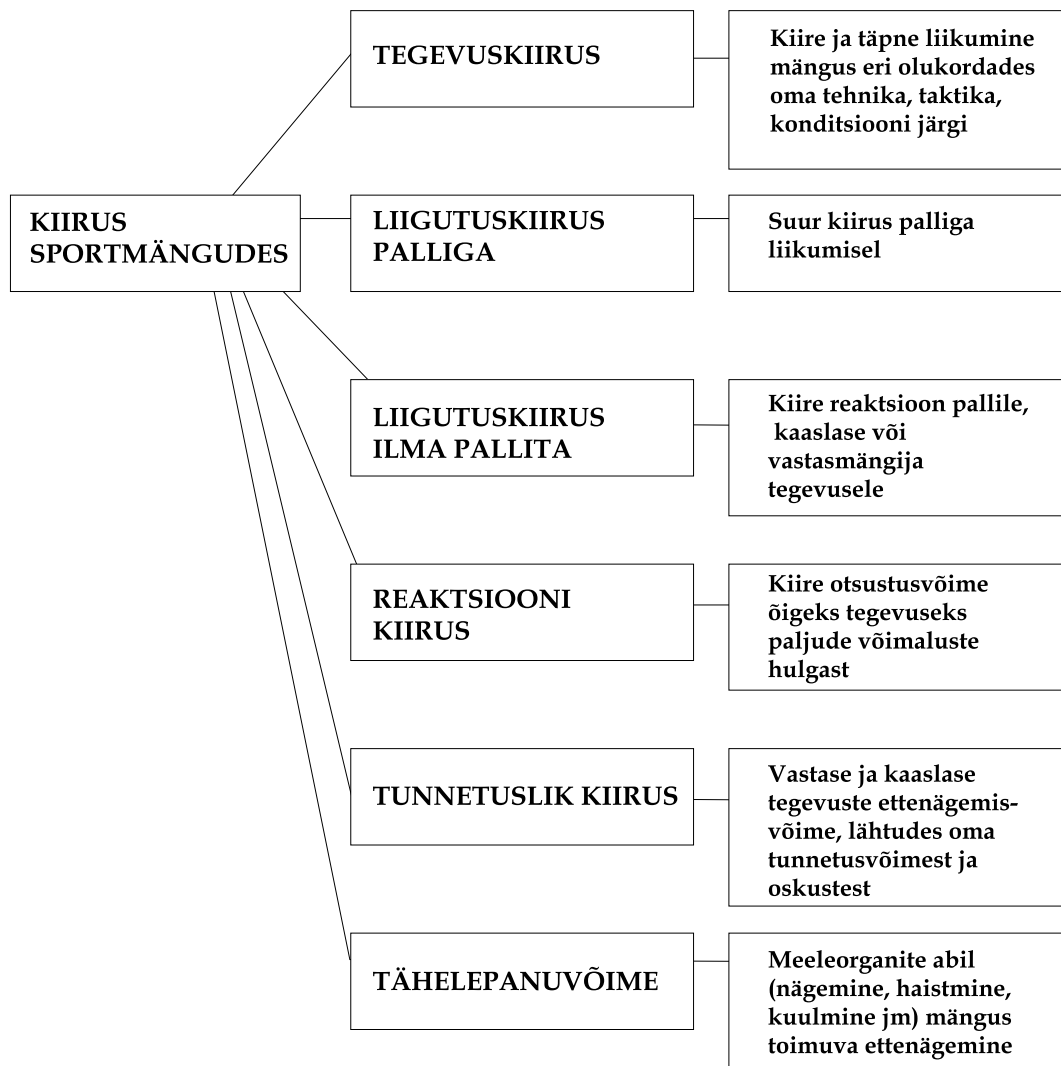 KIIRUS
SPORTMÄNGUDES
TEGEVUSKIIRUS
Kiire ja täpne liikumine
mängus eri olukordades
oma tehnika, taktika,
konditsiooni järgi
LIIGUTUSKIIRUS
PALLIGA
Suur kiirus palliga
liikumisel
LIIGUTUSKIIRUS
ILMA PALLITA
Kiire reaktsioon pallile,
kaaslase või
vastasmängija
tegevusele
REAKTSIOONI
KIIRUS
Kiire otsustusvõime
õigeks tegevuseks
paljude võimaluste
hulgast
TUNNETUSLIK KIIRUS
Vastase ja kaaslase
tegevuste ettenägemis-
võime, lähtudes oma
tunnetusvõimest ja
oskustest
TÄHELEPANUVÕIME
Meeleorganite abil
(nägemine, haistmine,
kuulmine jm) mängus
toimuva ettenägemine